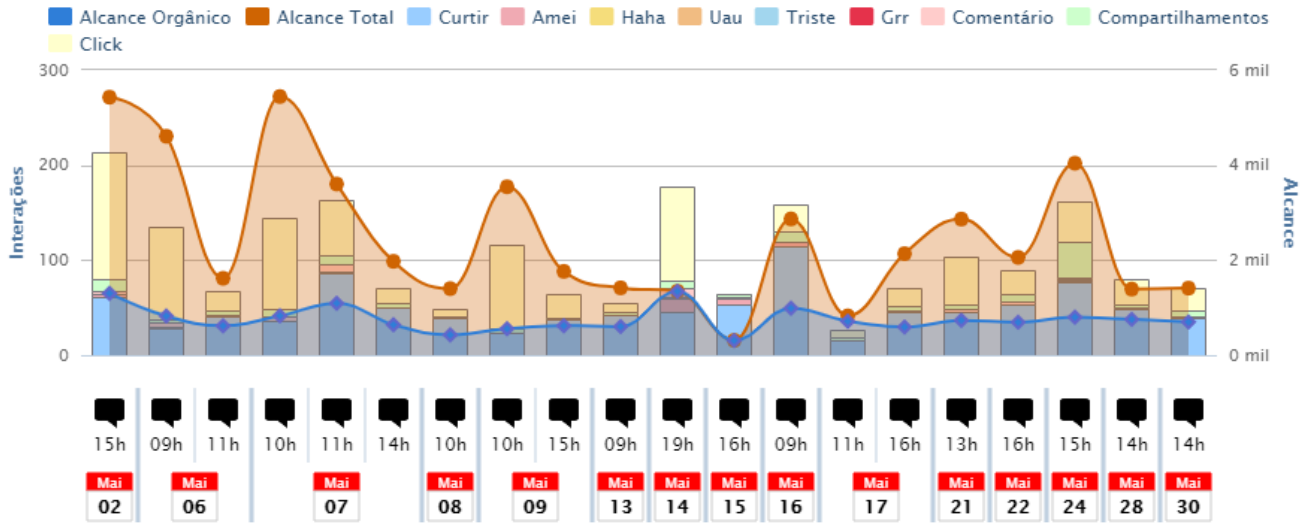 Alcance Orgânico Alcance Total Curtir Amei Haha Uau Triste Grr Comentário Compartilhamentos
Click
300 6 mil
200 4 mil
100 2 mil
0 0 mil
Interações
Alcance
15h 09h 11h 10h 11h 14h 10h 10h 15h 09h 19h 16h 09h 11h 16h 13h 16h 15h 14h 14h
Mai Mai Mai Mai Mai Mai Mai Mai Mai Mai Mai Mai Mai Mai Mai
02 06 07 08 09 13 14 15 16 17 21 22 24 28 30